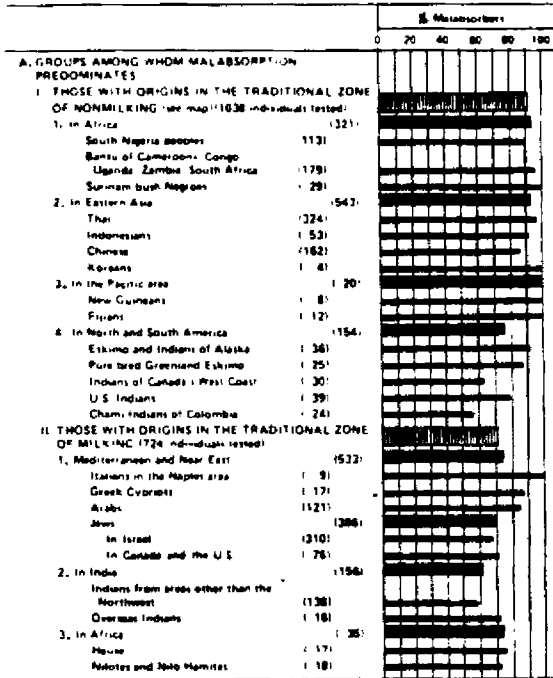 % Malabsorbers
0 20 40 60 80 100
A. GROUPS AMONG WHOM MALABSORPTION
PREDOMINATES
I. THOSE WITH ORIGINS IN THE TRADITIONAL ZONE
OF NONMILKING (see map) (1038 individuals tested)
1. In Africa (321)
South Nigeria peoples 113)
Bantu of Cameroons, Congo
Uganda, Zambia, South Africa (179)
Surinam bush Negroes ( 29)
2. In Eastern Asia (543)
Thai (324)
Indonesians ( 53)
Chinese (162)
Koreans ( 4)
3. In the Pacific area ( 20)
New Guineans ( 8)
Fijians ( 12)
4. In North and South America (154)
Eskimo and Indians of Alaska ( 36)
Pure bred Greenland Eskimo ( 25)
Indians of Canada's West Coast ( 30)
U.S. Indians ( 39)
Chami Indians of Colombia ( 24)
II. THOSE WITH ORIGINS IN THE TRADITIONAL ZONE
OF MILKING (724 individuals tested)
1. Mediterranean and Near East (533)
Italians in the Naples area ( 9)
Greek Cypriots ( 17)
Arabs (121)
Jews (386)
In Israel (310)
In Canada and the U.S. ( 76)
2. In India (156)
Indians from areas other than the
Northwest (138)
Overseas Indians ( 18)
3. In Africa ( 35)
Hausa ( 17)
Nilotes and Nilo Hamites ( 18)